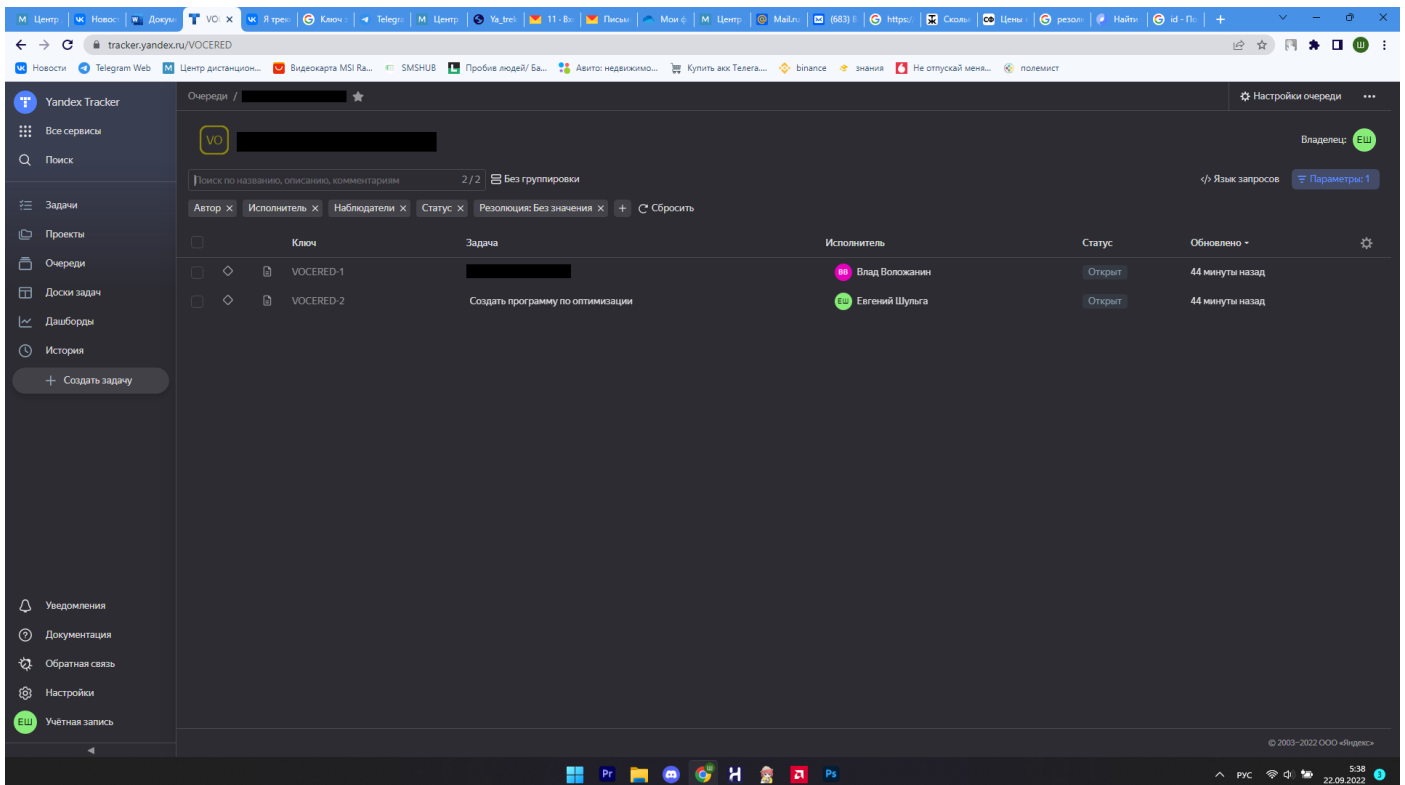 Центр
Новос
Докум
VO
Я трек
Ключ
Telegra
Центр
Ya_trek
11 · Вх
Письм
Мои ф
Центр
Mail.ru
(683) В
https:/
Сколь
Цены
резол
Найти
id - По
tracker.yandex.ru/VOCERED
Новости
Telegram Web
Центр дистанцион...
Видеокарта MSI Ra...
SMSHUB
Пробив людей/ Ба...
Авито: недвижимо...
Купить акк Телега....
binance
знания
Не отпускай меня...
полемист
Yandex Tracker
Все сервисы
Поиск
Задачи
Проекты
Очереди
Доски задач
Дашборды
История
+ Создать задачу
Уведомления
Документация
Обратная связь
Настройки
ЕШ Учётная запись
Очереди /
Настройки очереди
VO
Владелец: ЕШ
Поиск по названию, описанию, комментариям 2/2 Без группировки
</> Язык запросов Параметры: 1
Автор × Исполнитель × Наблюдатели × Статус × Резолюция: Без значения × + Сбросить
Ключ Задача Исполнитель Статус Обновлено
VOCERED-1 ВВ Влад Воложанин Открыт 44 минуты назад
VOCERED-2 Создать программу по оптимизации ЕШ Евгений Шульга Открыт 44 минуты назад
© 2003–2022 ООО «Яндекс»
Pr
Ps
РУС
5:38
22.09.2022
3